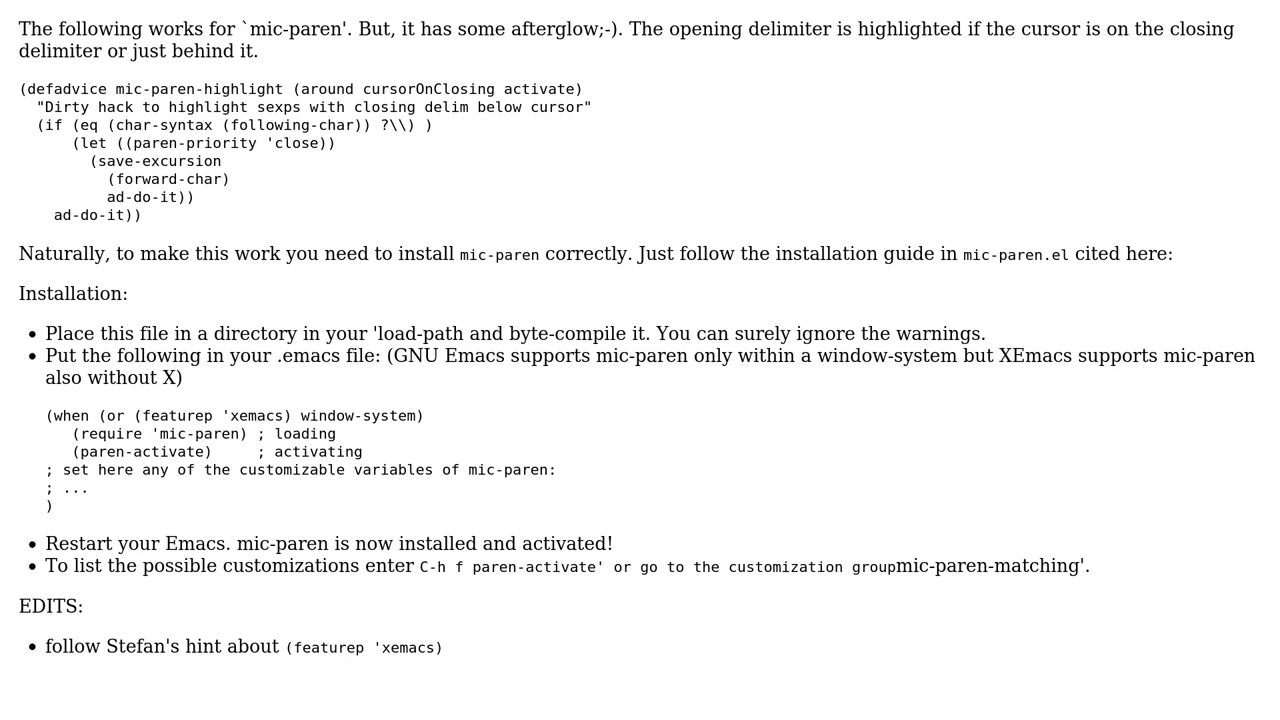 The following works for `mic-paren'. But, it has some afterglow;-). The opening delimiter is highlighted if the cursor is on the closing
delimiter or just behind it.
(defadvice mic-paren-highlight (around cursorOnClosing activate)
  "Dirty hack to highlight sexps with closing delim below cursor"
  (if (eq (char-syntax (following-char)) ?\\) )
      (let ((paren-priority 'close))
        (save-excursion
          (forward-char)
          ad-do-it))
    ad-do-it))
Naturally, to make this work you need to install mic-paren correctly. Just follow the installation guide in mic-paren.el cited here:
Installation:
• Place this file in a directory in your 'load-path and byte-compile it. You can surely ignore the warnings.
• Put the following in your .emacs file: (GNU Emacs supports mic-paren only within a window-system but XEmacs supports mic-paren
also without X)
(when (or (featurep 'xemacs) window-system)
   (require 'mic-paren) ; loading
   (paren-activate)     ; activating
; set here any of the customizable variables of mic-paren:
; ...
)
• Restart your Emacs. mic-paren is now installed and activated!
• To list the possible customizations enter C-h f paren-activate' or go to the customization groupmic-paren-matching'.
EDITS:
• follow Stefan's hint about (featurep 'xemacs)